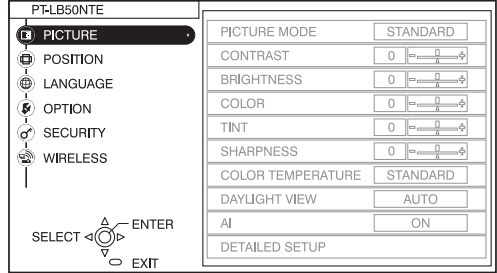 PT-LB50NTE
PICTURE
POSITION
LANGUAGE
OPTION
SECURITY
WIRELESS
SELECT
ENTER
EXIT
PICTURE MODE STANDARD
CONTRAST 0 - +
BRIGHTNESS 0 - +
COLOR 0 - +
TINT 0 - +
SHARPNESS 0 - +
COLOR TEMPERATURE STANDARD
DAYLIGHT VIEW AUTO
AI ON
DETAILED SETUP